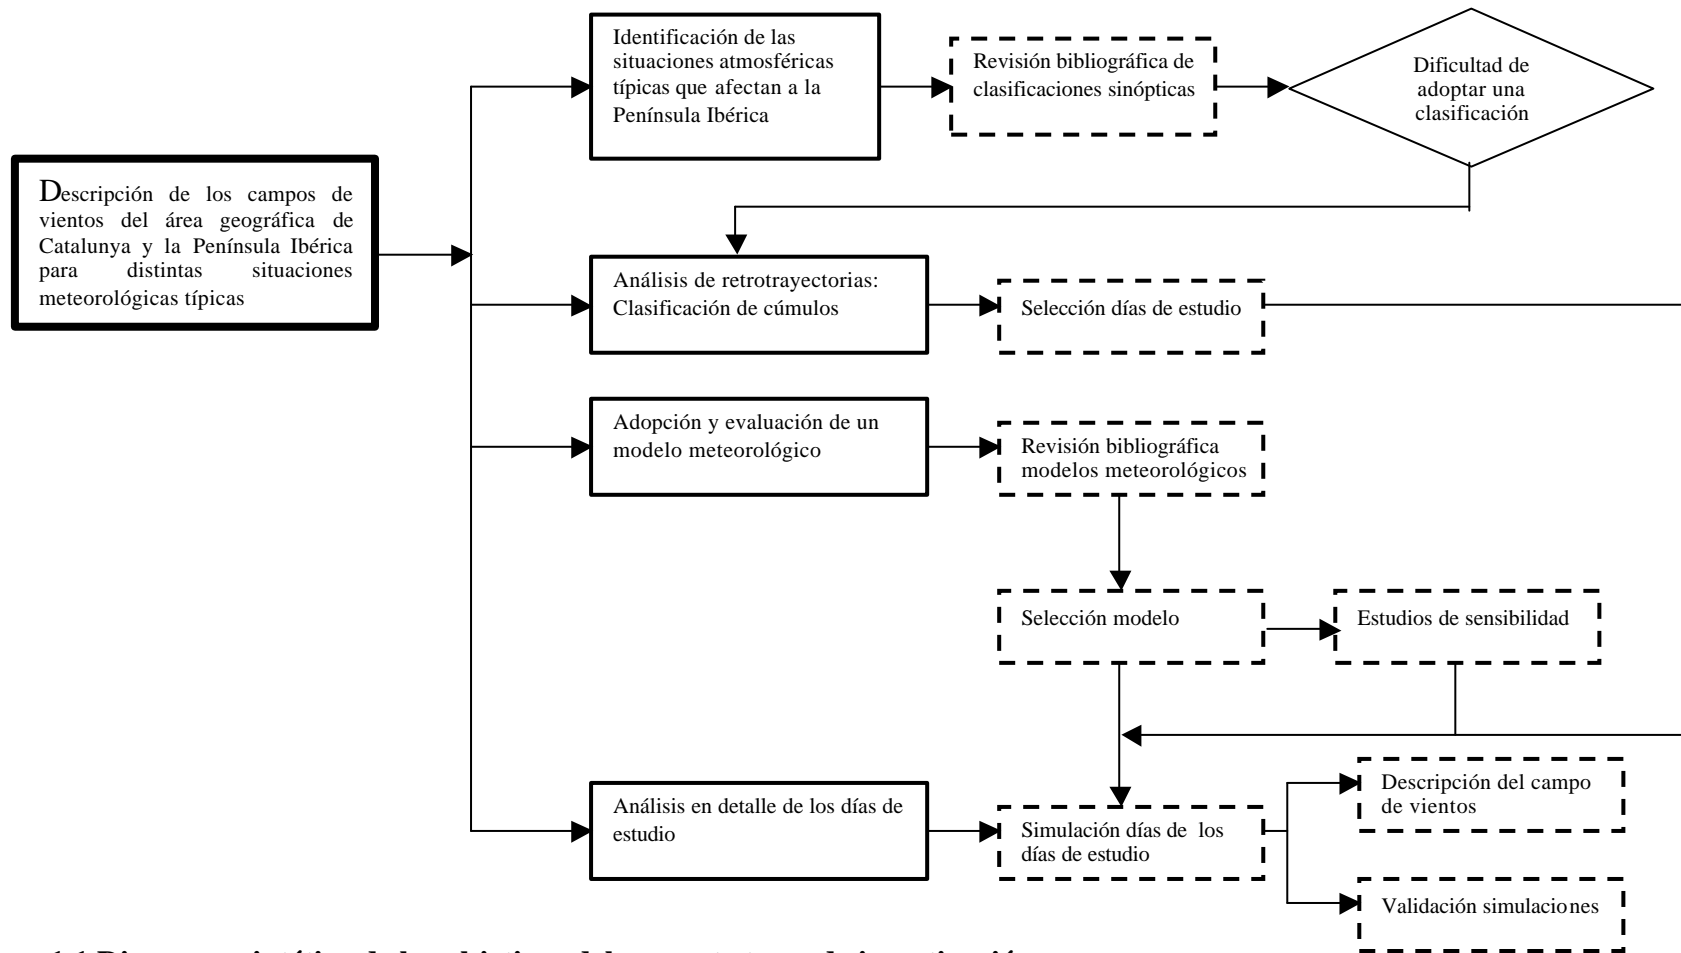 Identificación de las
situaciones atmosféricas
típicas que afectan a la
Península Ibérica
Revisión bibliográfica de
clasificaciones sinópticas
Dificultad de
adoptar una
clasificación
Descripción de los campos de
vientos del área geográfica de
Catalunya y la Península Ibérica
para distintas situaciones
meteorológicas típicas
Análisis de retrotrayectorias:
Clasificación de cúmulos
Selección días de estudio
Adopción y evaluación de un
modelo meteorológico
Revisión bibliográfica
modelos meteorológicos
Selección modelo
Estudios de sensibilidad
Análisis en detalle de los días de
estudio
Simulación días de los
días de estudio
Descripción del campo
de vientos
Validación simulaciones